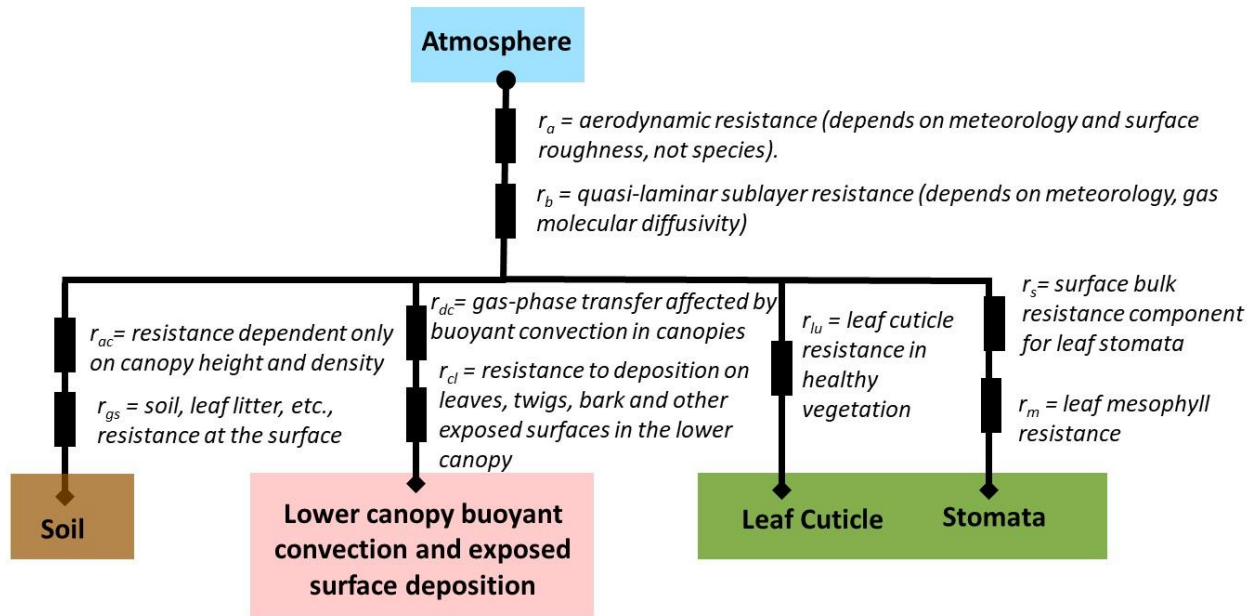 Atmosphere
r_a = aerodynamic resistance (depends on meteorology and surface
roughness, not species).
r_b = quasi-laminar sublayer resistance (depends on meteorology, gas
molecular diffusivity)
r_ac= resistance dependent only
on canopy height and density
r_gs = soil, leaf litter, etc.,
resistance at the surface
r_dc= gas-phase transfer affected by
buoyant convection in canopies
r_cl = resistance to deposition on
leaves, twigs, bark and other
exposed surfaces in the lower
canopy
r_lu = leaf cuticle
resistance in
healthy
vegetation
r_s= surface bulk
resistance component
for leaf stomata
r_m = leaf mesophyll
resistance
Soil
Lower canopy buoyant
convection and exposed
surface deposition
Leaf Cuticle
Stomata